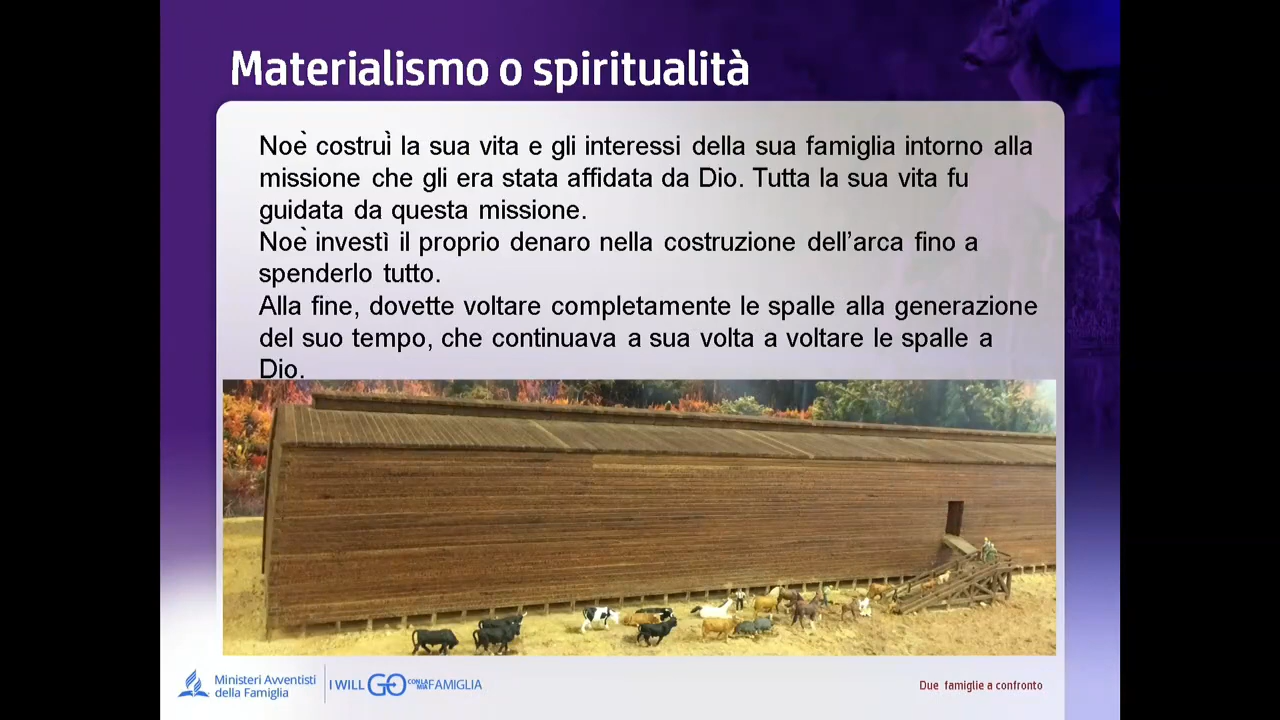 Materialismo o spiritualità
Noè costruì la sua vita e gli interessi della sua famiglia intorno alla
missione che gli era stata affidata da Dio. Tutta la sua vita fu
guidata da questa missione.
Noè investì il proprio denaro nella costruzione dell’arca fino a
spenderlo tutto.
Alla fine, dovette voltare completamente le spalle alla generazione
del suo tempo, che continuava a sua volta a voltare le spalle a
Dio.
Ministeri Avventisti
della Famiglia
I WILL GO CON LA MIA FAMIGLIA
Due famiglie a confronto